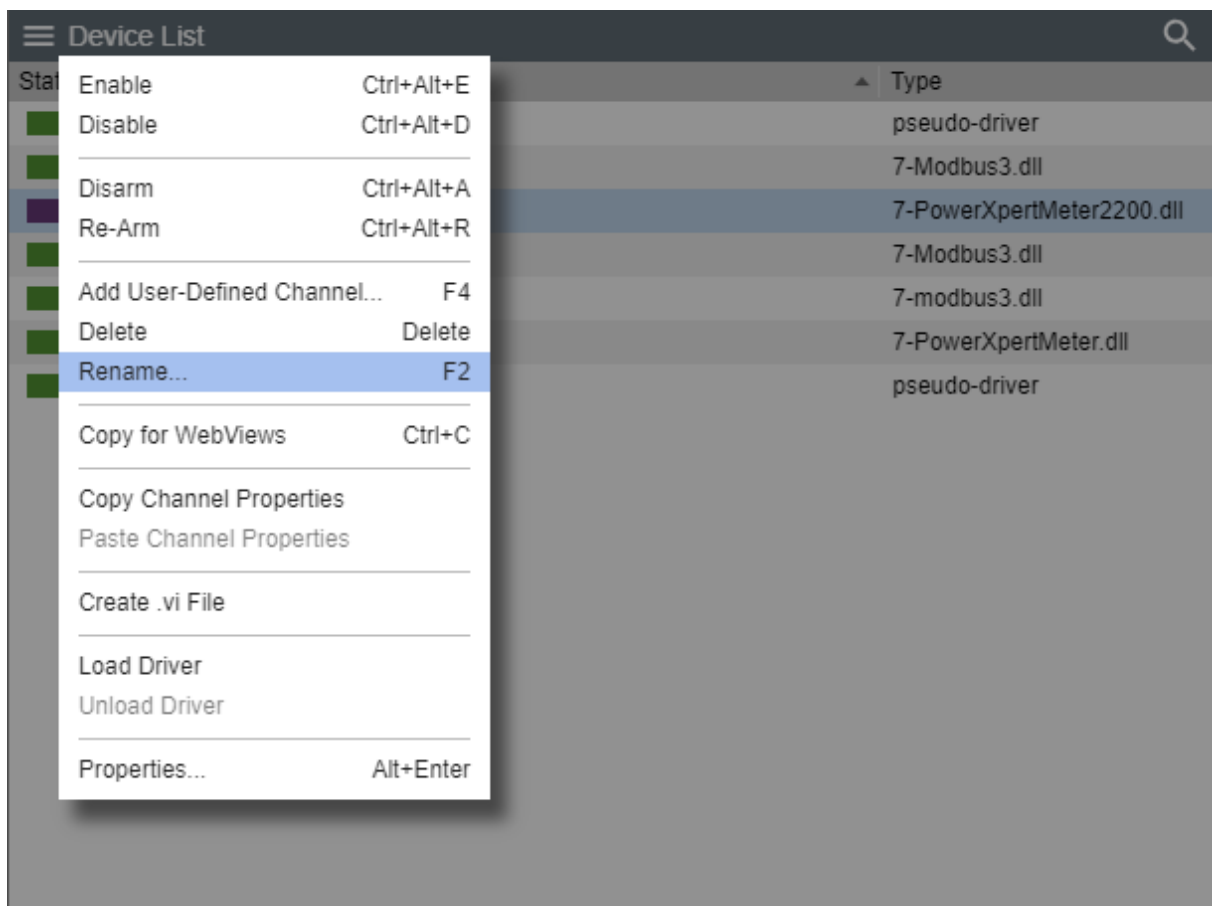 Device List
Stat
Type
Enable Ctrl+Alt+E
pseudo-driver
Disable Ctrl+Alt+D
7-Modbus3.dll
Disarm Ctrl+Alt+A
7-PowerXpertMeter2200.dll
Re-Arm Ctrl+Alt+R
7-Modbus3.dll
Add User-Defined Channel... F4
7-modbus3.dll
Delete Delete
7-PowerXpertMeter.dll
Rename... F2
pseudo-driver
Copy for WebViews Ctrl+C
Copy Channel Properties
Paste Channel Properties
Create .vi File
Load Driver
Unload Driver
Properties... Alt+Enter